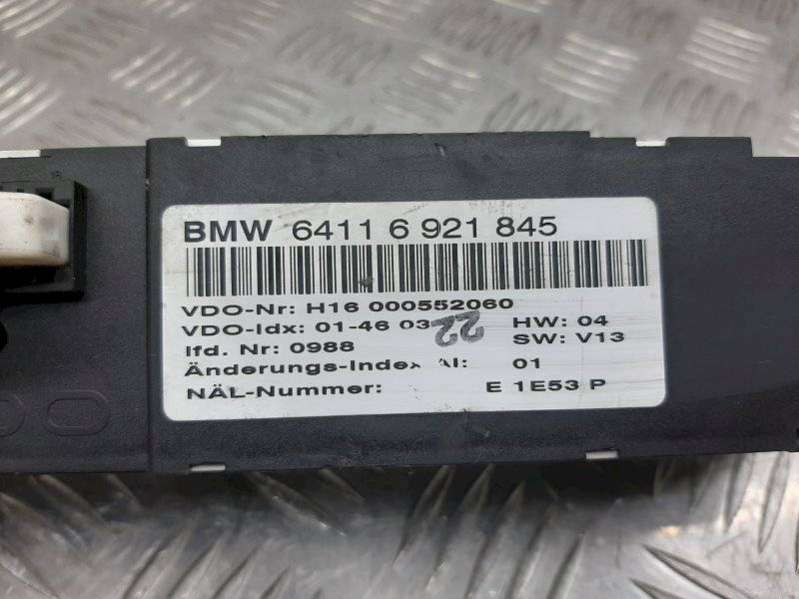 BMW 6411 6 921 845
VDO-Nr: H16 000552060
VDO-Idx: 01-46 03 HW: 04
22 SW: V13
lfd. Nr: 0988
Änderungs-Index AI: 01
NÄL-Nummer: E 1E53 P